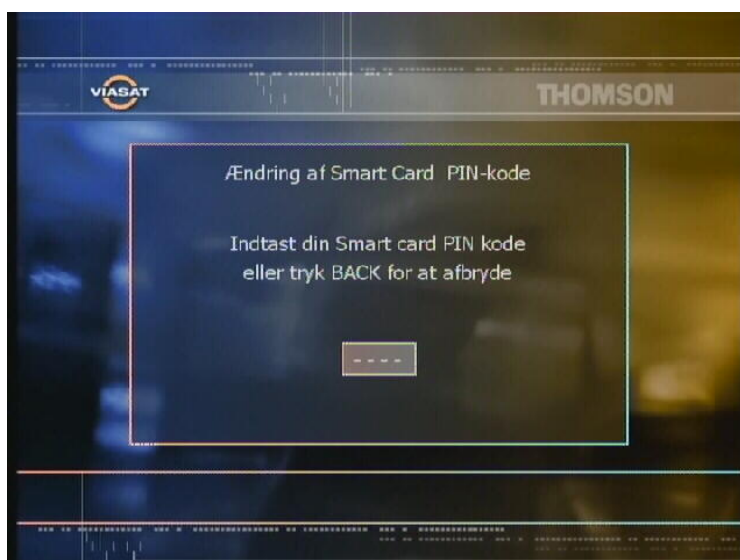 VIASAT
THOMSON
Ændring af Smart Card PIN-kode
Indtast din Smart card PIN kode
eller tryk BACK for at afbryde
----